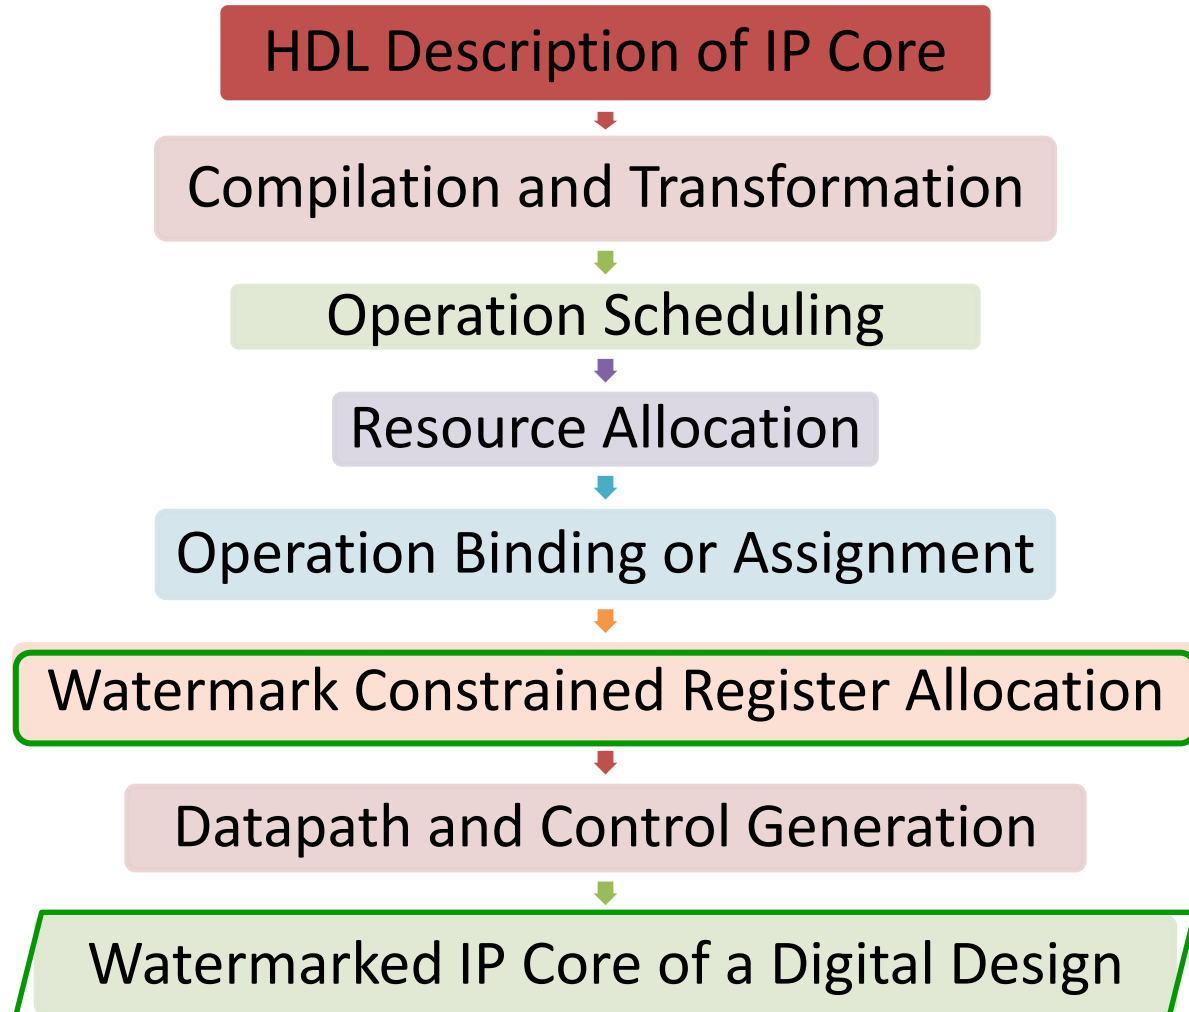 HDL Description of IP Core
Compilation and Transformation
Operation Scheduling
Resource Allocation
Operation Binding or Assignment
Watermark Constrained Register Allocation
Datapath and Control Generation
Watermarked IP Core of a Digital Design